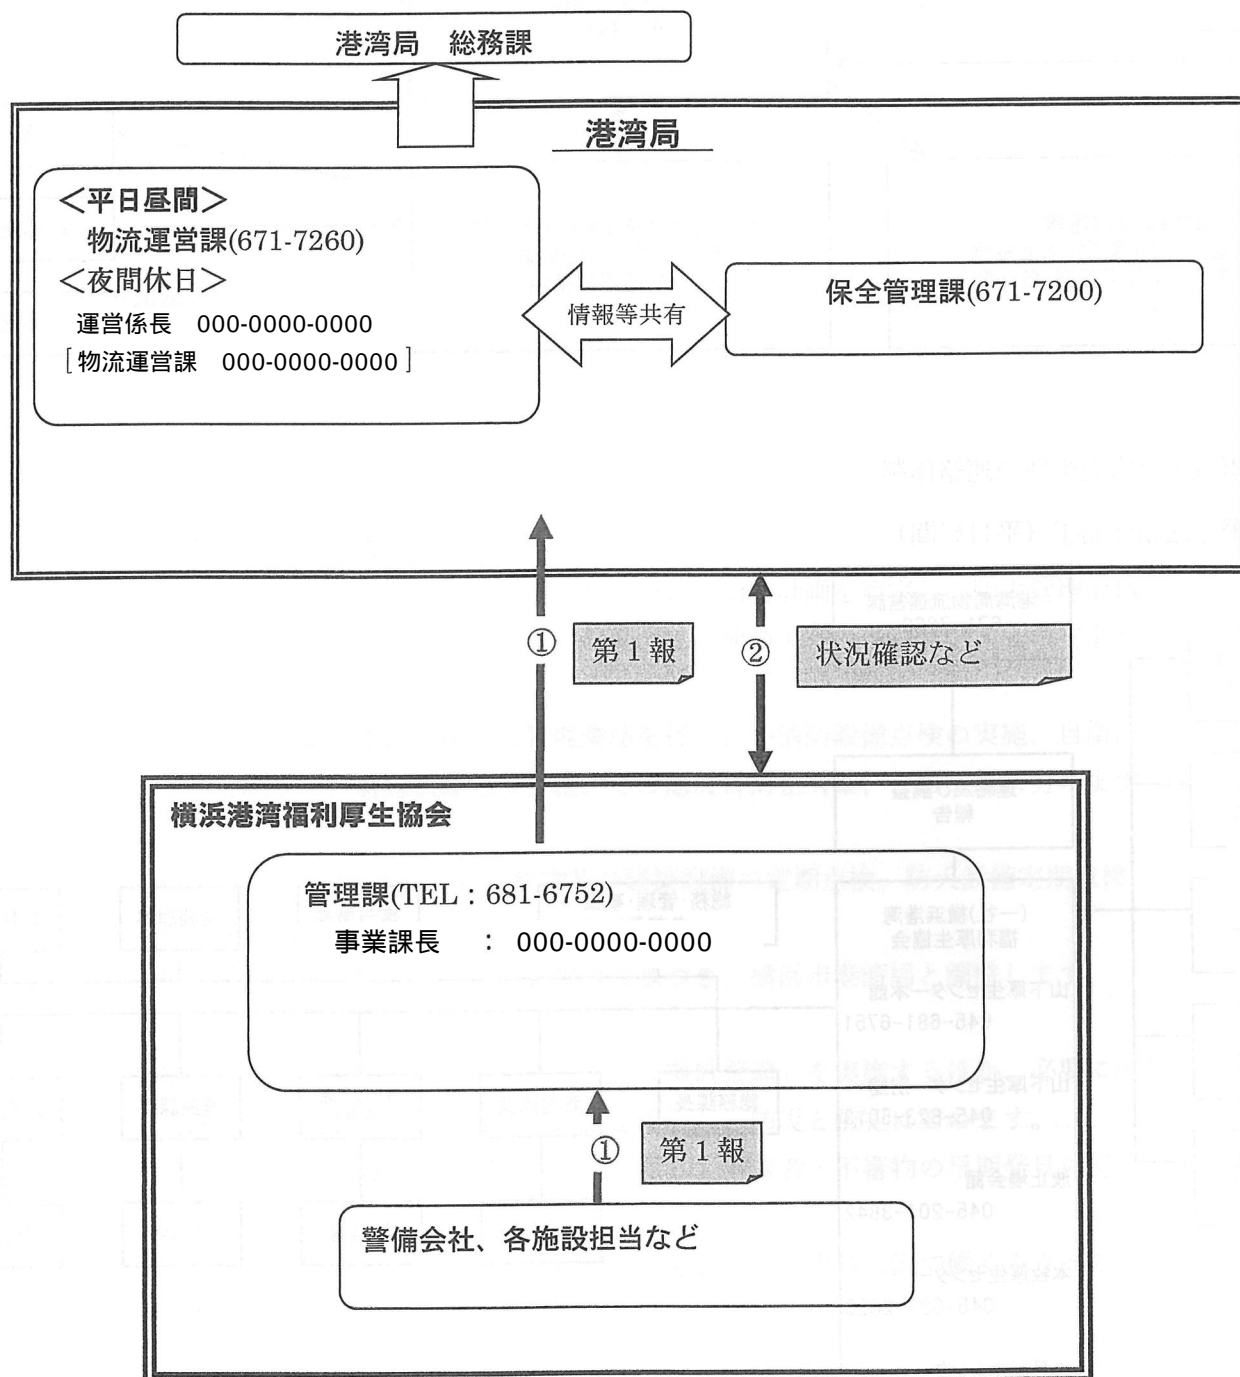 港湾局　総務課
港湾局
＜平日昼間＞
物流運営課(671-7260)
＜夜間休日＞
運営係長　000-0000-0000
［物流運営課　000-0000-0000］
情報等共有
保全管理課(671-7200)
①
第１報
②
状況確認など
横浜港湾福利厚生協会
管理課(TEL：681-6752)
事業課長　：　000-0000-0000
①
第１報
警備会社、各施設担当など